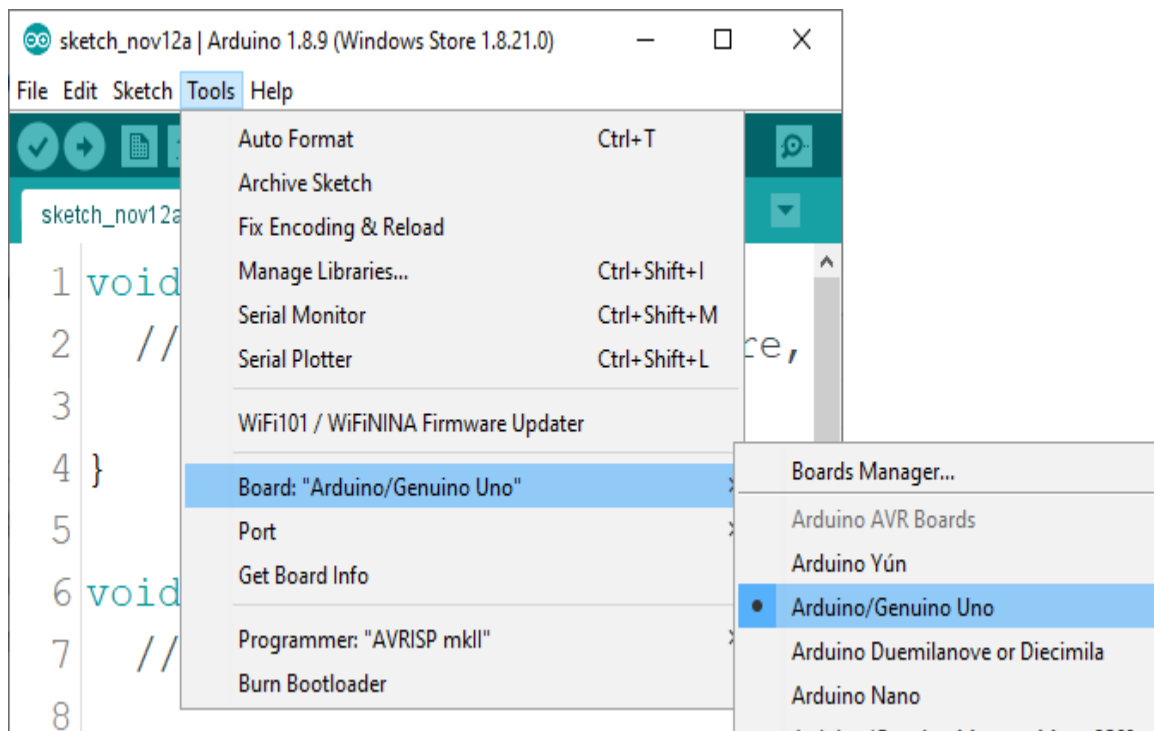 sketch_nov12a | Arduino 1.8.9 (Windows Store 1.8.21.0)
File Edit Sketch Tools Help
sketch_nov12a
Auto Format Ctrl+T
Archive Sketch
Fix Encoding & Reload
Manage Libraries... Ctrl+Shift+I
Serial Monitor Ctrl+Shift+M
Serial Plotter Ctrl+Shift+L
WiFi101 / WiFiNINA Firmware Updater
Board: "Arduino/Genuino Uno"
Port
Get Board Info
Programmer: "AVRISP mkII"
Burn Bootloader
Boards Manager...
Arduino AVR Boards
Arduino Yún
Arduino/Genuino Uno
Arduino Duemilanove or Diecimila
Arduino Nano
1 void
2 // re,
3
4 }
5
6 void
7 //
8